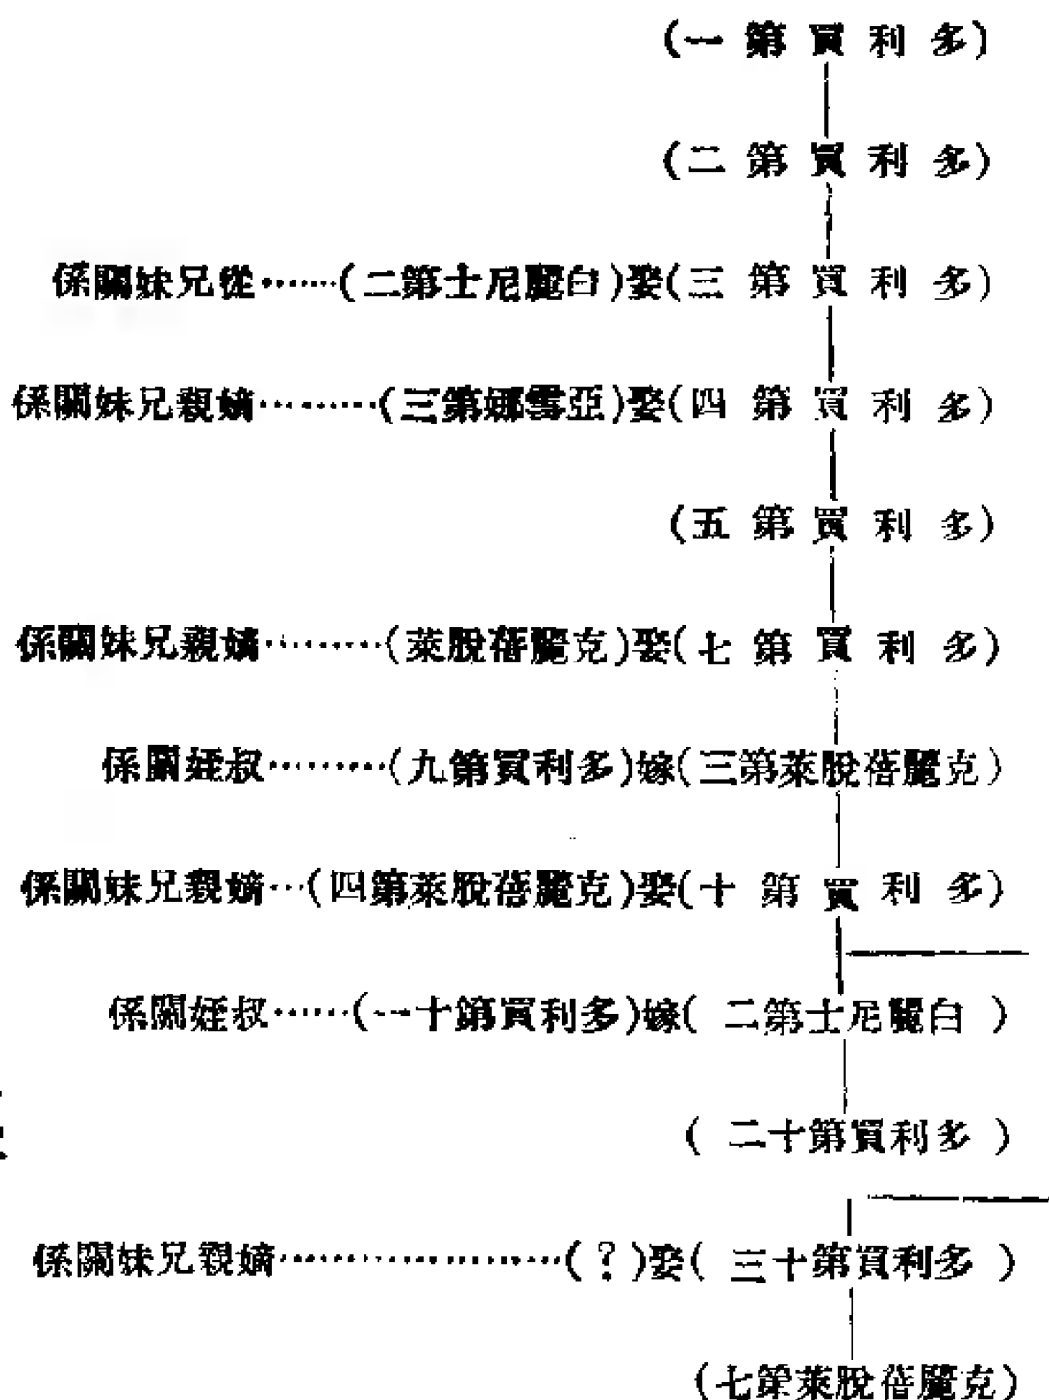 (多利買第一)
(多利買第二)
(多利買第三)娶(白麗尼士第二)……從兄妹關係
(多利買第四)娶(亞雪娜第三)………嫡親兄妹關係
(多利買第五)
(多利買第七)娶(克麗蓓脫萊)………嫡親兄妹關係
(克麗蓓脫萊第三)嫁(多利買第九)………叔姪關係
(多利買第十)娶(克麗蓓脫萊第四)…嫡親兄妹關係
(白麗尼士第二)嫁(多利買第十一)……叔姪關係
(多利買第十二)
(多利買第十三)娶(?)…………………嫡親兄妹關係
(克麗蓓脫萊第七)